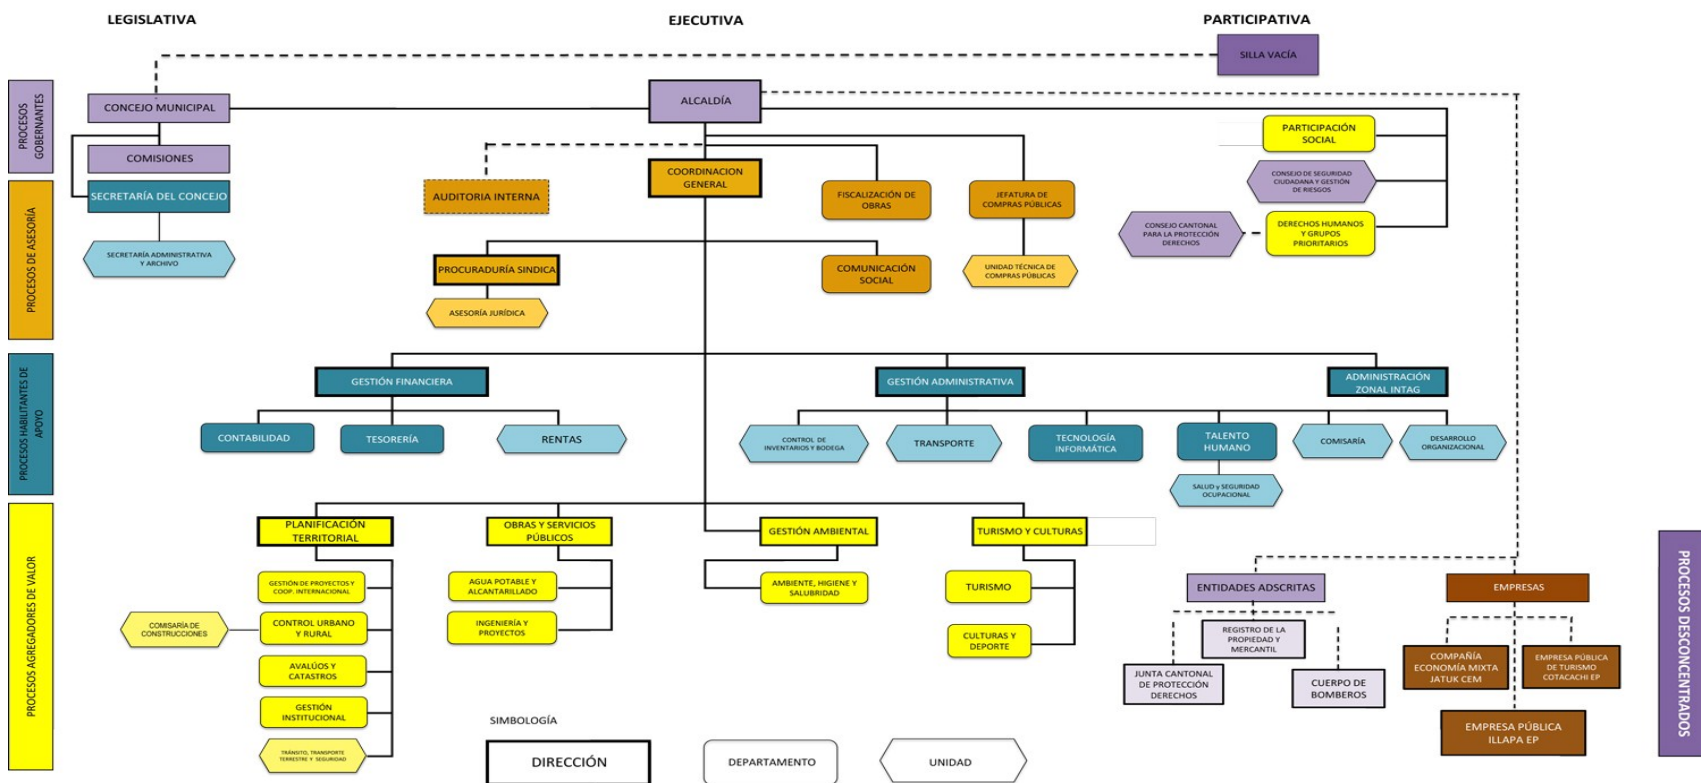 LEGISLATIVA
EJECUTIVA
PARTICIPATIVA
SILLA VACÍA
PROCESOS
GOBERNANTES
CONCEJO MUNICIPAL
ALCALDÍA
COMISIONES
PARTICIPACIÓN
SOCIAL
SECRETARÍA DEL CONCEJO
AUDITORIA INTERNA
COORDINACION
GENERAL
FISCALIZACIÓN DE
OBRAS
JEFATURA DE
COMPRAS PÚBLICAS
CONSEJO DE SEGURIDAD
CIUDADANA Y GESTIÓN
DE RIESGOS
PROCESOS DE ASESORÍA
SECRETARÍA ADMINISTRATIVA
Y ARCHIVO
CONSEJO CANTONAL
PARA LA PROTECCIÓN
DERECHOS
DERECHOS HUMANOS
Y GRUPOS
PRIORITARIOS
PROCURADURÍA SINDICA
COMUNICACIÓN
SOCIAL
UNIDAD TÉCNICA DE
COMPRAS PÚBLICAS
ASESORÍA JURÍDICA
PROCESOS HABILITANTES DE
APOYO
GESTIÓN FINANCIERA
GESTIÓN ADMINISTRATIVA
ADMINISTRACIÓN
ZONAL INTAG
CONTABILIDAD
TESORERÍA
RENTAS
CONTROL DE
INVENTARIOS Y BODEGA
TRANSPORTE
TECNOLOGÍA
INFORMÁTICA
TALENTO
HUMANO
COMISARÍA
DESARROLLO
ORGANIZACIONAL
SALUD y SEGURIDAD
OCUPACIONAL
PROCESOS AGREGADORES DE VALOR
PLANIFICACIÓN
TERRITORIAL
OBRAS Y SERVICIOS
PÚBLICOS
GESTIÓN AMBIENTAL
TURISMO Y CULTURAS
GESTIÓN DE PROYECTOS Y
COOP. INTERNACIONAL
AGUA POTABLE Y
ALCANTARILLADO
AMBIENTE, HIGIENE Y
SALUBRIDAD
TURISMO
ENTIDADES ADSCRITAS
EMPRESAS
COMISARÍA DE
CONSTRUCCIONES
CONTROL URBANO
Y RURAL
INGENIERÍA Y
PROYECTOS
CULTURAS Y
DEPORTE
REGISTRO DE LA
PROPIEDAD Y
MERCANTIL
AVALÚOS Y
CATASTROS
JUNTA CANTONAL
DE PROTECCIÓN
DERECHOS
CUERPO DE
BOMBEROS
COMPAÑÍA
ECONOMÍA MIXTA
JATUK CEM
EMPRESA PÚBLICA
DE TURISMO
COTACACHI EP
GESTIÓN
INSTITUCIONAL
EMPRESA PÚBLICA
ILLAPA EP
TRÁNSITO, TRANSPORTE
TERRESTRE Y SEGURIDAD
PROCESOS DESCONCENTRADOS
SIMBOLOGÍA
DIRECCIÓN
DEPARTAMENTO
UNIDAD